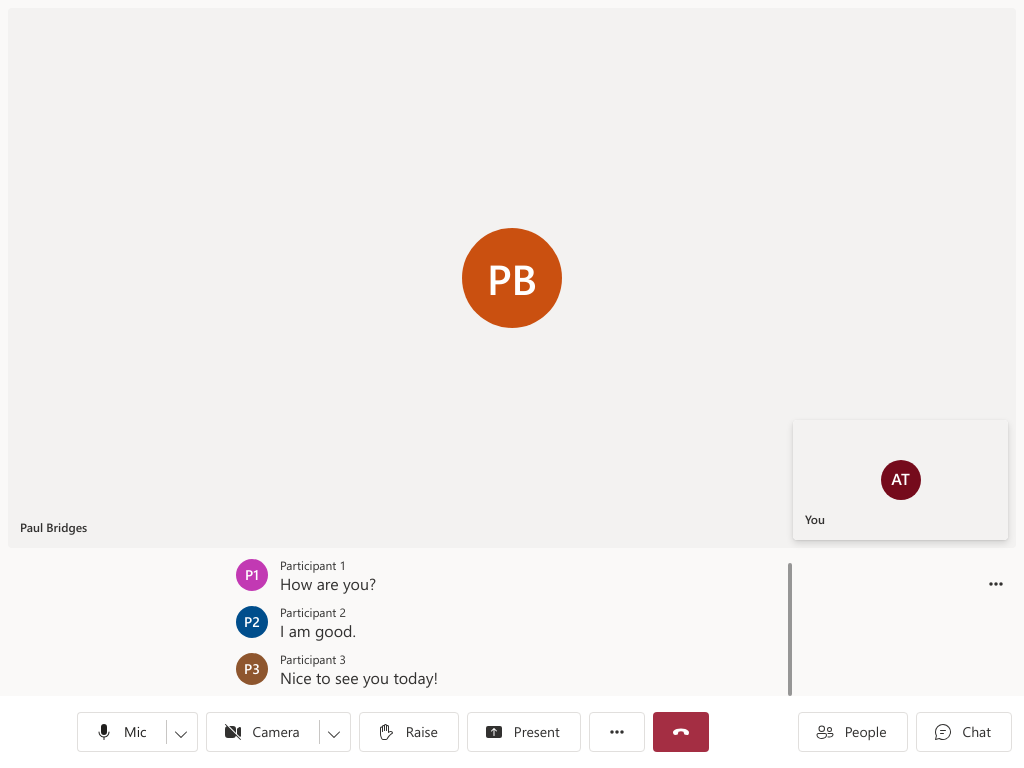 PB
AT
You
Paul Bridges
P1
Participant 1
How are you?
P2
Participant 2
I am good.
P3
Participant 3
Nice to see you today!
Mic
Camera
Raise
Present
People
Chat